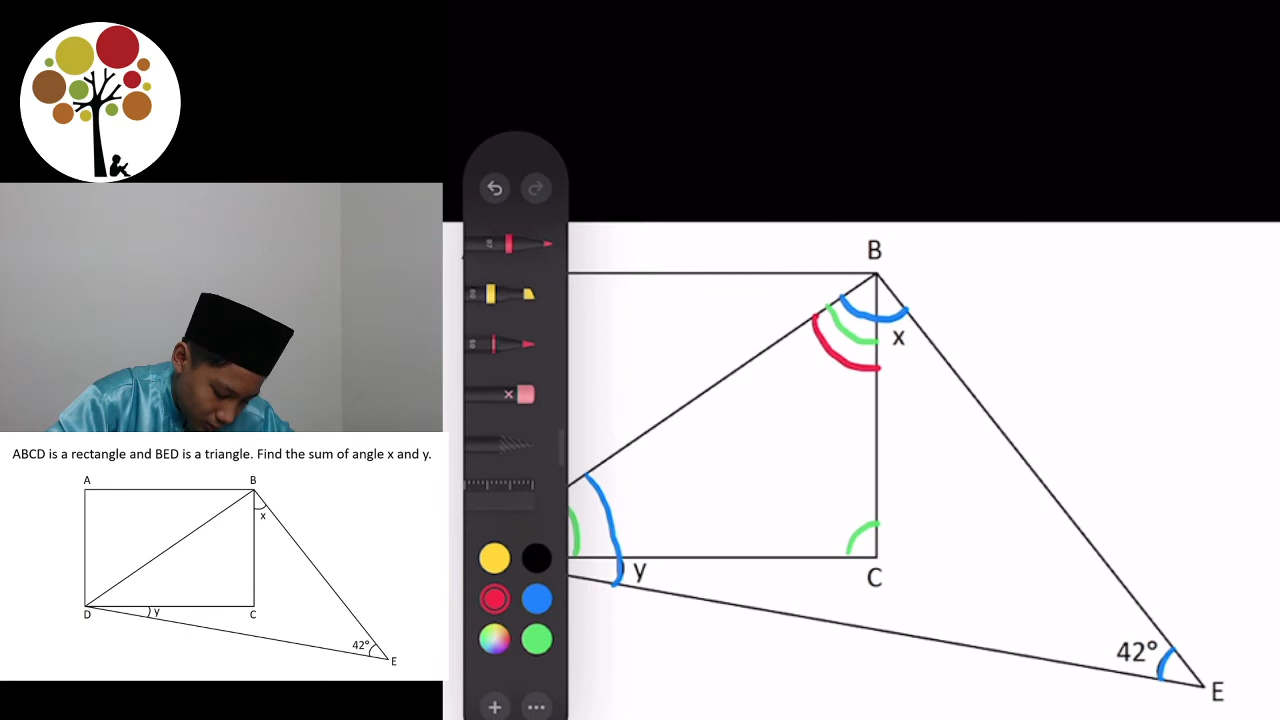 ABCD is a rectangle and BED is a triangle. Find the sum of angle x and y.
A
B
x
D
y
C
42°
E
B
x
y
C
42°
E